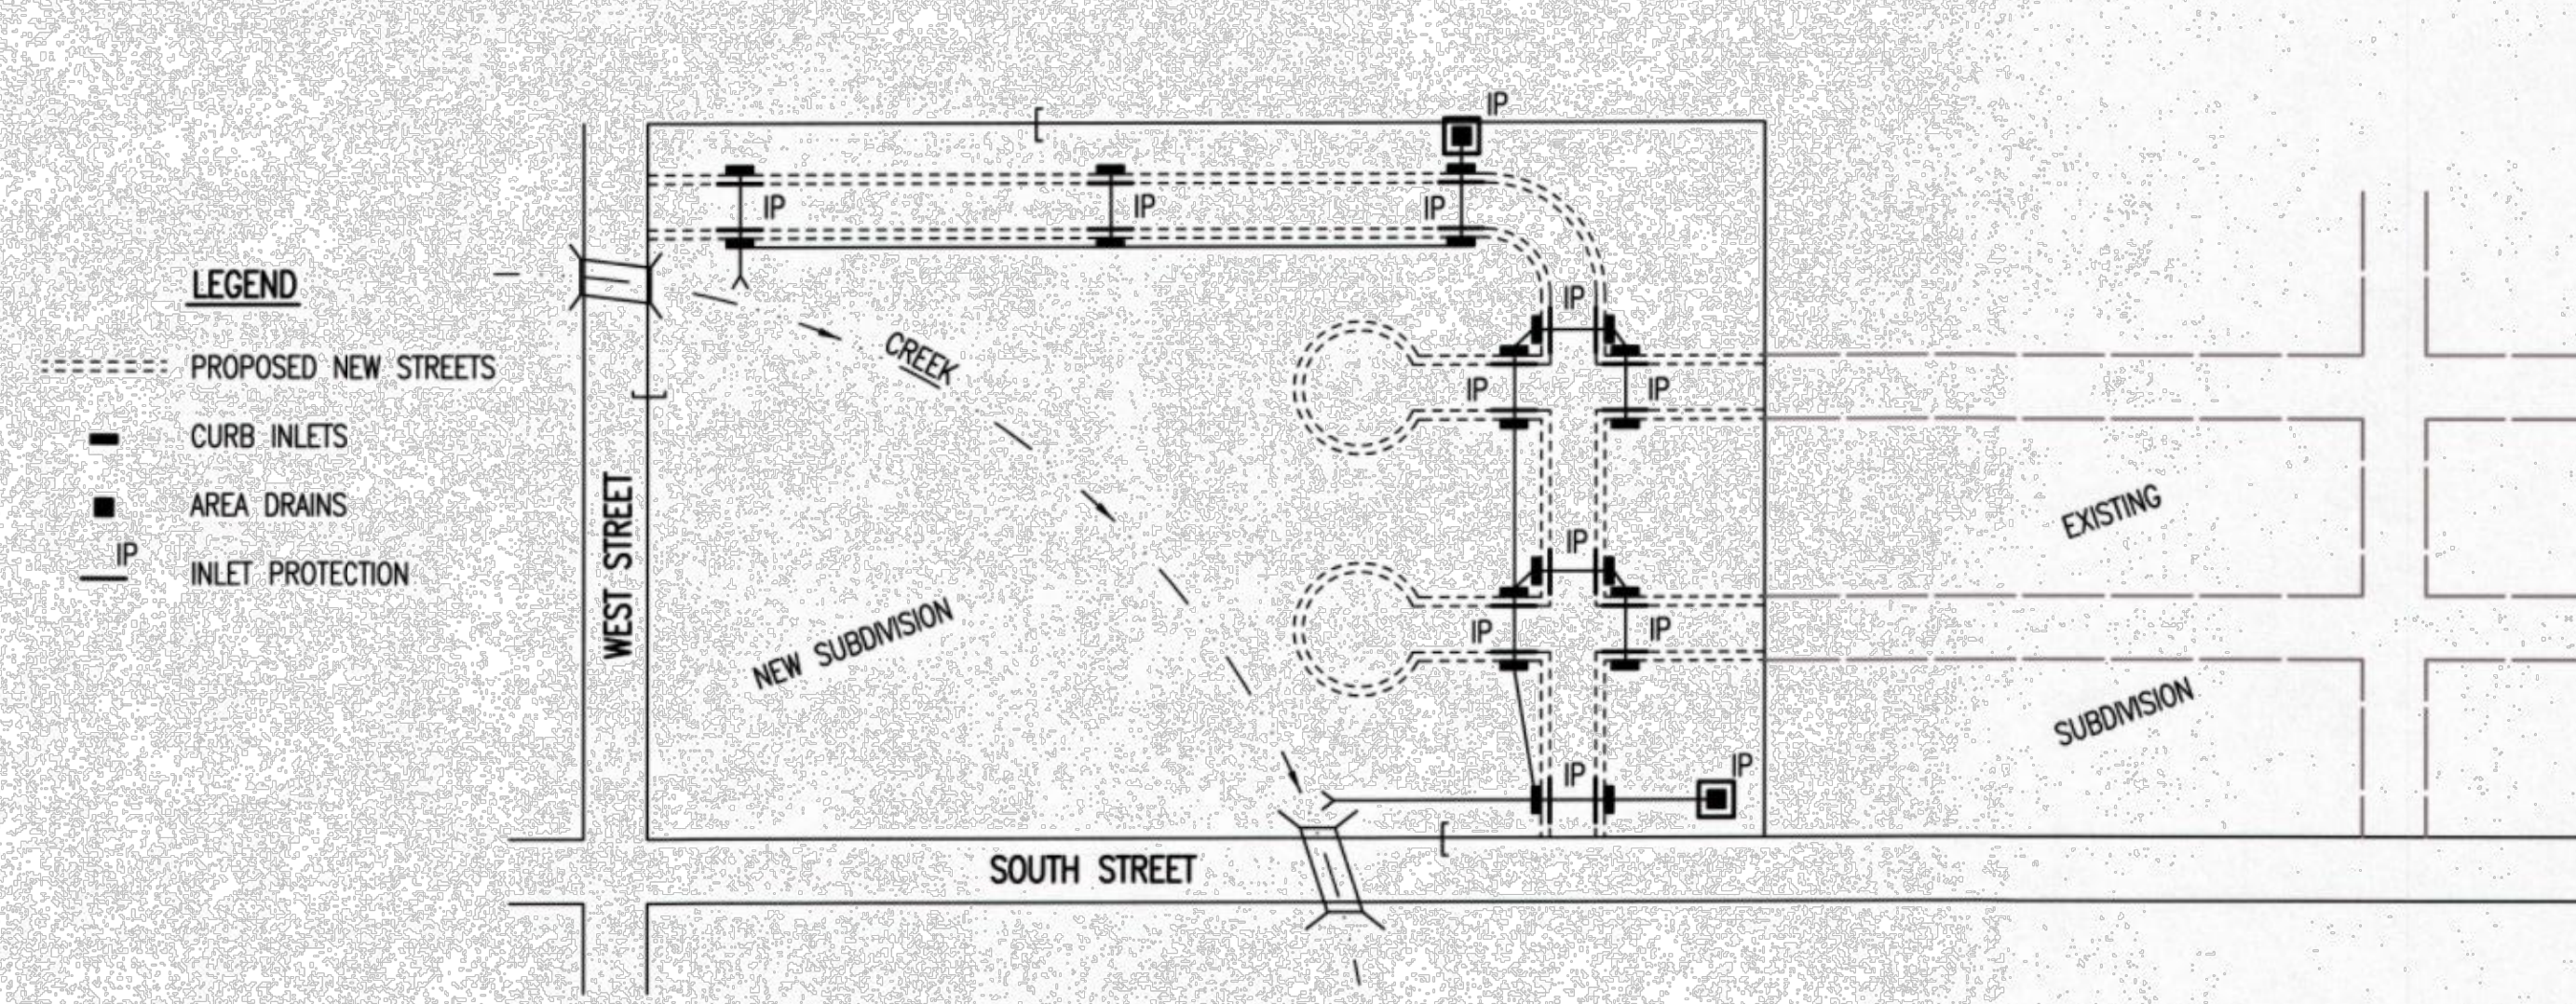 IP
IP
IP
IP
LEGEND
PROPOSED NEW STREETS
CURB INLETS
AREA DRAINS
IP
INLET PROTECTION
WEST STREET
CREEK
NEW SUBDIVISION
IP
IP
IP
IP
IP
IP
IP
IP
EXISTING
SUBDIVISION
SOUTH STREET